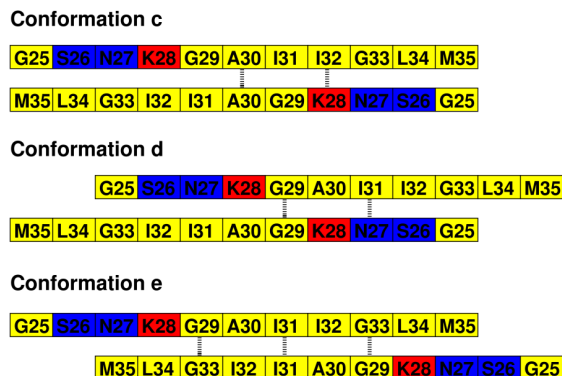 Conformation c
G25 S26 N27 K28 G29 A30 I31 I32 G33 L34 M35
M35 L34 G33 I32 I31 A30 G29 K28 N27 S26 G25
Conformation d
G25 S26 N27 K28 G29 A30 I31 I32 G33 L34 M35
M35 L34 G33 I32 I31 A30 G29 K28 N27 S26 G25
Conformation e
G25 S26 N27 K28 G29 A30 I31 I32 G33 L34 M35
M35 L34 G33 I32 I31 A30 G29 K28 N27 S26 G25